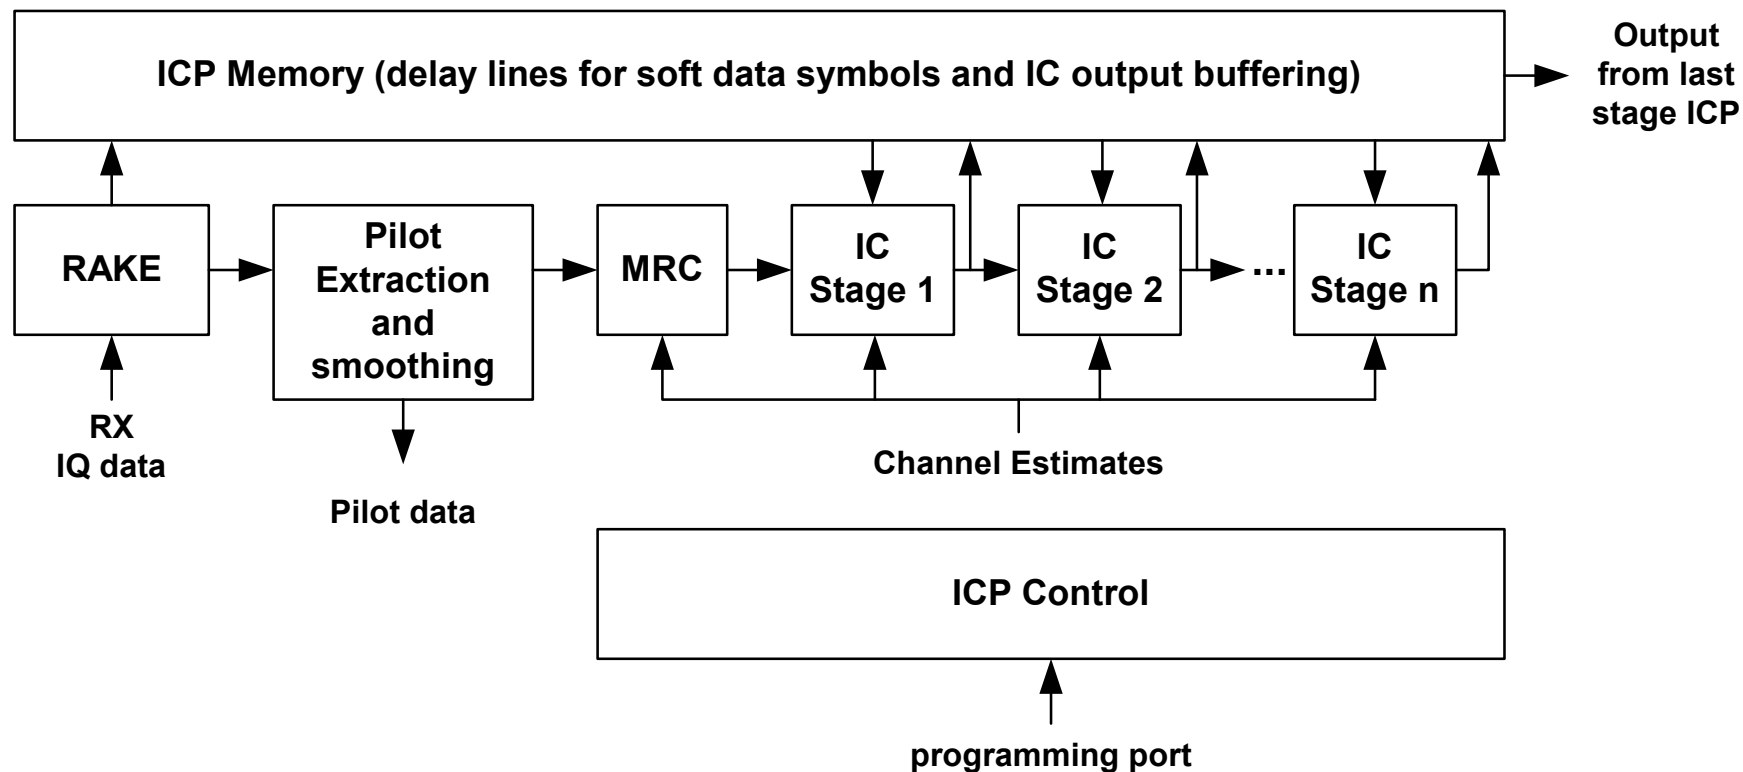 ICP Memory (delay lines for soft data symbols and IC output buffering)
Output
from last
stage ICP
RAKE
Pilot
Extraction
and
smoothing
MRC
IC
Stage 1
IC
Stage 2
...
IC
Stage n
RX
IQ data
Pilot data
Channel Estimates
ICP Control
programming port